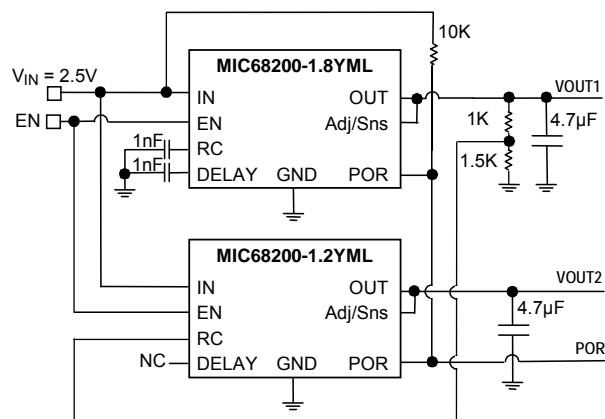 10K
MIC68200-1.8YML
VIN = 2.5V
IN
OUT
VOUT1
EN
EN
Adj/Sns
1K
4.7µF
1nF
RC
1nF
DELAY
GND
POR
1.5K
MIC68200-1.2YML
IN
OUT
VOUT2
EN
Adj/Sns
4.7µF
RC
NC
DELAY
GND
POR
POR